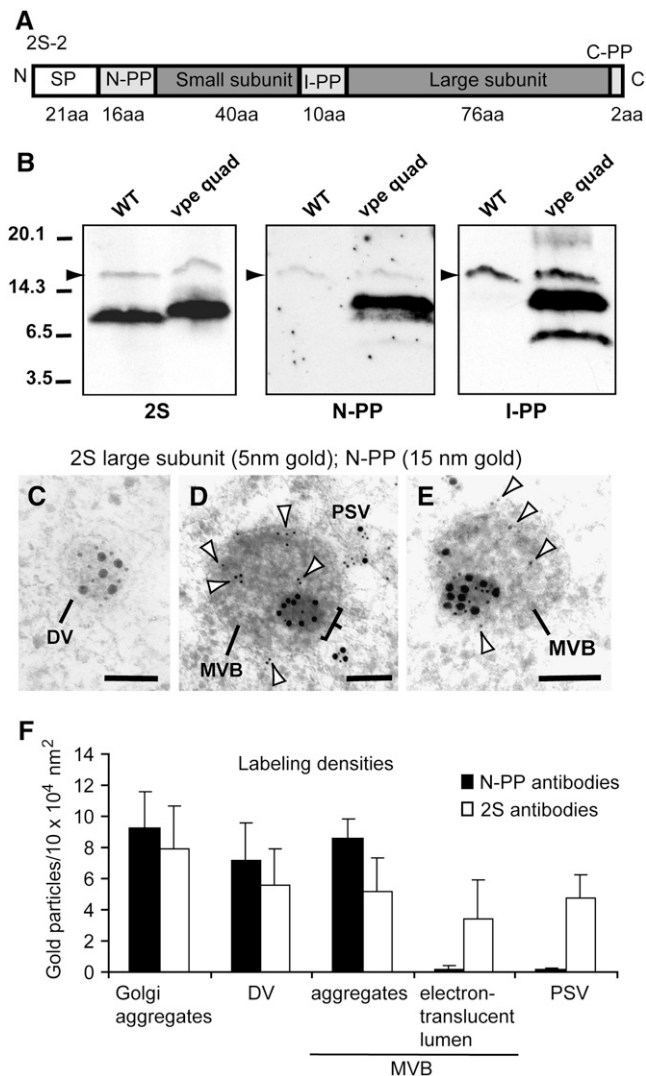 A
2S-2
C-PP
N SP N-PP Small subunit I-PP Large subunit C
21aa 16aa 40aa 10aa 76aa 2aa
B
WT vpe quad WT vpe quad WT vpe quad
20.1
14.3
6.5
3.5
2S N-PP I-PP
2S large subunit (5nm gold); N-PP (15 nm gold)
C D E
PSV
DV
MVB MVB
F
Labeling densities
N-PP antibodies
2S antibodies
Gold particles/10 x 10⁴ nm²
14
12
10
8
6
4
2
0
Golgi aggregates
DV
aggregates
electron-translucent lumen
PSV
MVB